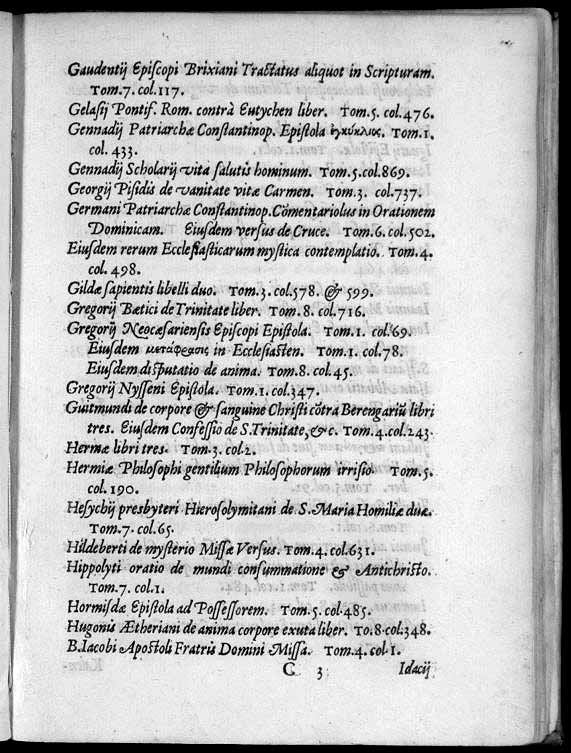 Gaudentij Episcopi Brixiani Tractatus aliquot in Scripturam.
Tom.7. col.117.
Gelasij Pontif. Rom. contrà Eutychen liber. Tom.5. col.476.
Gennadij Patriarchæ Constantinop. Epistola ἐγκύκλιος. Tom.1.
col. 433.
Gennadij Scholarij vita salutis hominum. Tom.5.col.869.
Georgij Pisidis de vanitate vitæ Carmen. Tom.3. col.737.
Germani Patriarchæ Constantinop.Cōmentariolus in Orationem
Dominicam. Eiusdem versus de Cruce. Tom.6. col.502.
Eiusdem rerum Ecclesiasticarum mystica contemplatio. Tom.4.
col. 498.
Gildæ sapientis libelli duo. Tom.3. col.578. & 599.
Gregorij Bætici de Trinitate liber. Tom.8. col.716.
Gregorij Neocæsariensis Episcopi Epistola. Tom.1. col.69.
Eiusdem μετάφρασις in Ecclesiasten. Tom.1. col.78.
Eiusdem disputatio de anima. Tom.8. col.45.
Gregorij Nysseni Epistola. Tom.1. col.347.
Guitmundi de corpore & sanguine Christi cōtra Berengariū libri
tres. Eiusdem Confessio de S.Trinitate,&c. Tom.4.col.243.
Hermæ libri tres. Tom.3. col.2.
Hermiæ Philosophi gentilium Philosophorum irrisio. Tom.5.
col. 190.
Hesychij presbyteri Hierosolymitani de S. Maria Homiliæ duæ.
Tom.7. col.65.
Hildeberti de mysterio Missæ Versus. Tom.4. col.631.
Hippolyti oratio de mundi consummatione & Antichristo.
Tom.7. col.1.
Hormisdæ Epistola ad Possessorem. Tom.5. col.485.
Hugonis Ætheriani de anima corpore exuta liber. To.8.col.348.
B.Iacobi Apostoli Fratris Domini Missa. Tom.4. col.1.
C 3 Idacij